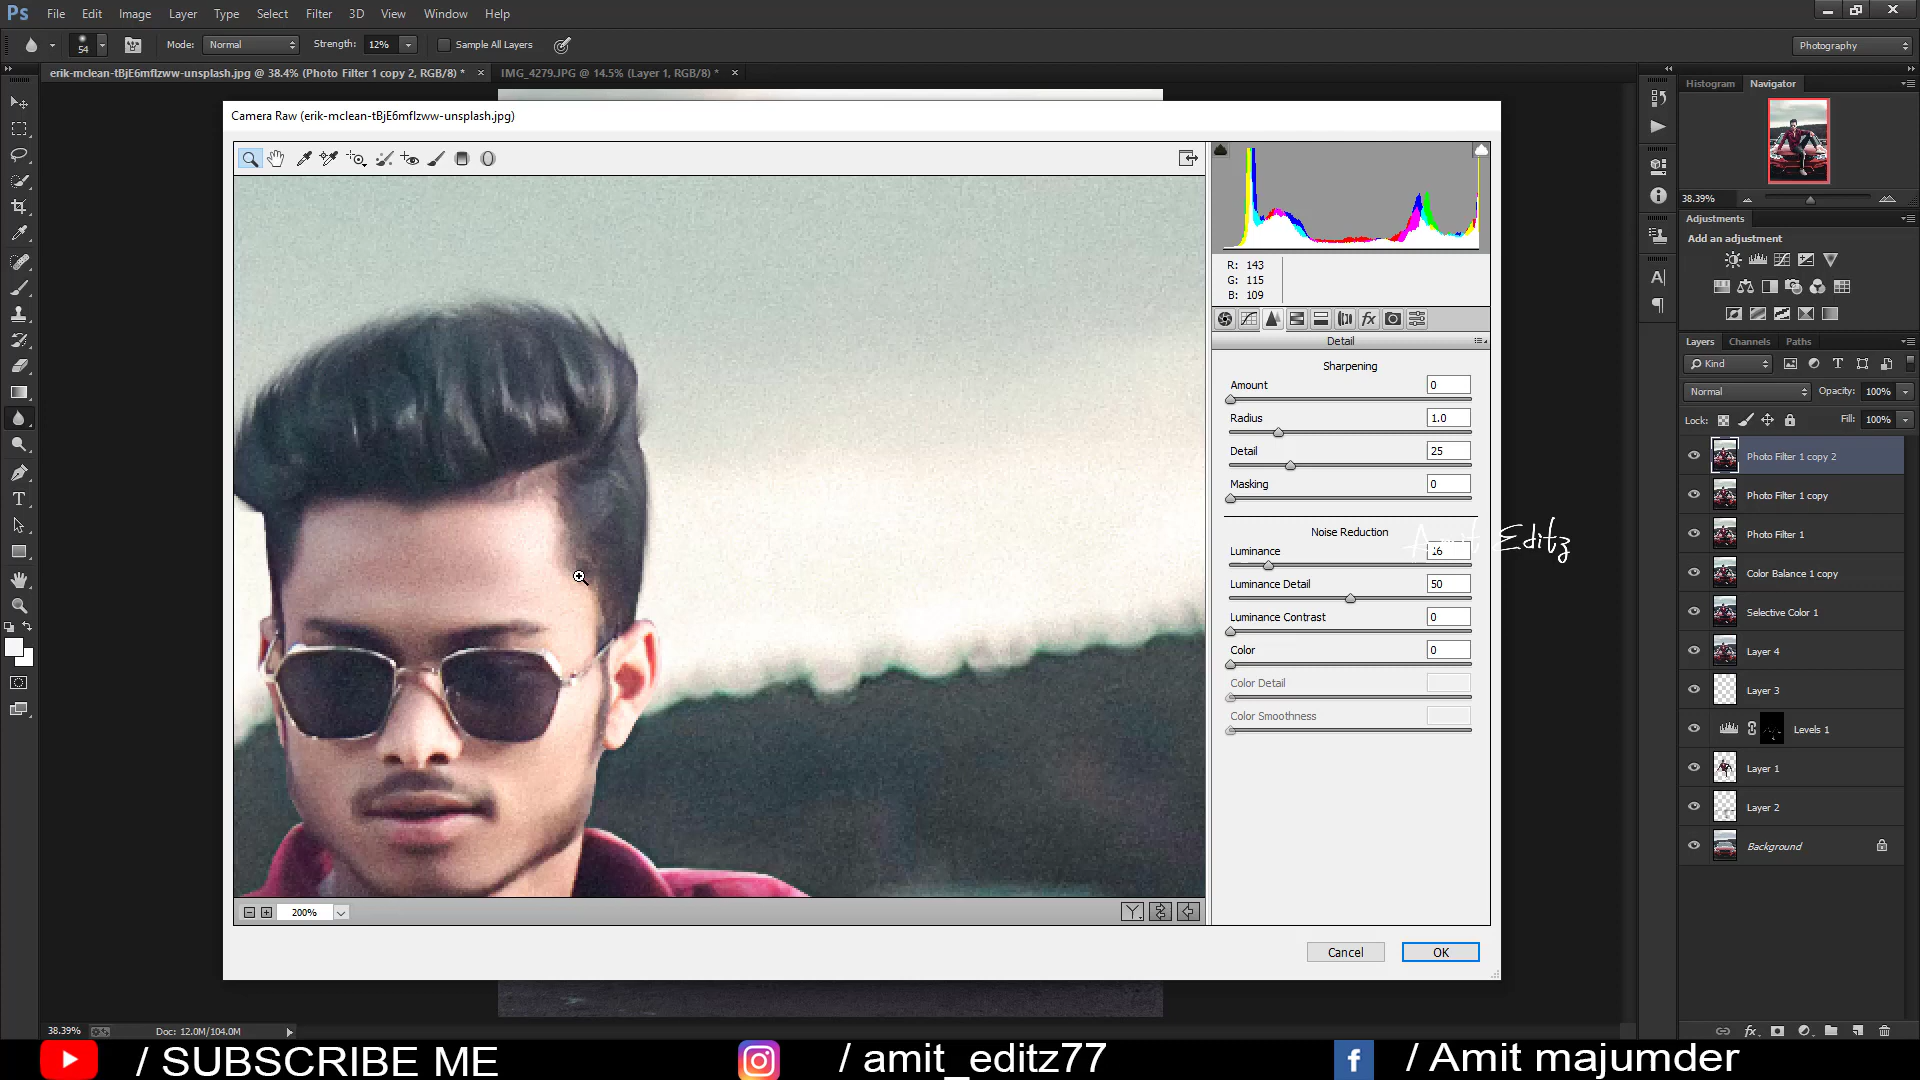 Ps File Edit Image Layer Type Select Filter 3D View Window Help
54 Mode: Normal Strength: 12% Sample All Layers Photography
erik-mclean-tBjE6mfIzww-unsplash.jpg @ 38.4% (Photo Filter 1 copy 2, RGB/8) * × IMG_4279.JPG @ 14.5% (Layer 1, RGB/8) * ×
Camera Raw (erik-mclean-tBjE6mfIzww-unsplash.jpg)
R: 143
G: 115
B: 109
fx
Detail
Sharpening
Amount 0
Radius 1.0
Detail 25
Masking 0
Noise Reduction
Luminance 16
Luminance Detail 50
Luminance Contrast 0
Color 0
Color Detail
Color Smoothness
Amit Editz
200%
Cancel OK
Histogram Navigator
38.39%
Adjustments
Add an adjustment
Layers Channels Paths
Kind
Normal Opacity: 100%
Lock: Fill: 100%
Photo Filter 1 copy 2
Photo Filter 1 copy
Photo Filter 1
Color Balance 1 copy
Selective Color 1
Layer 4
Layer 3
Levels 1
Layer 1
Layer 2
Background
38.39% Doc: 12.0M/104.0M
/ SUBSCRIBE ME / amit_editz77 / Amit majumder